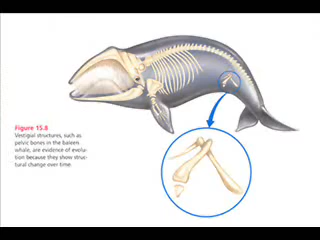 Figure 15.8
Vestigial structures, such as
pelvic bones in the baleen
whale, are evidence of evolu-
tion because they show struc-
tural change over time.